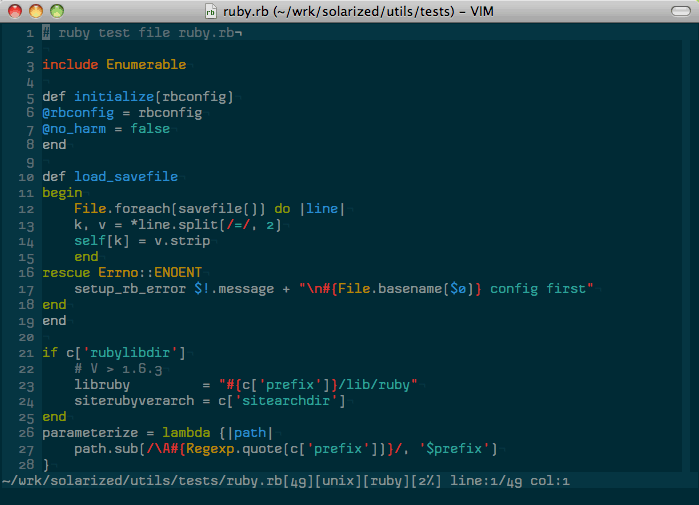 ruby.rb (~/wrk/solarized/utils/tests) – VIM
1 # ruby test file ruby.rb¬
2 ¬
3 include Enumerable ¬
4 ¬
5 def initialize(rbconfig)¬
6 @rbconfig = rbconfig¬
7 @no_harm = false¬
8 end¬
9 ¬
10 def load_savefile¬
11 begin¬
12     File.foreach(savefile()) do |line|¬
13     k, v = *line.split(/=/, 2)¬
14     self[k] = v.strip¬
15     end¬
16 rescue Errno::ENOENT¬
17     setup_rb_error $!.message + "\n#{File.basename($0)} config first"¬
18 end¬
19 end¬
20 ¬
21 if c['rubylibdir']¬
22     # V > 1.6.3¬
23     libruby         = "#{c['prefix']}/lib/ruby"¬
24     siterubyverarch = c['sitearchdir']¬
25 end¬
26 parameterize = lambda {|path|¬
27     path.sub(/\A#{Regexp.quote(c['prefix'])}/, '$prefix')¬
28 }¬
~/wrk/solarized/utils/tests/ruby.rb[49][unix][ruby][2%] line:1/49 col:1